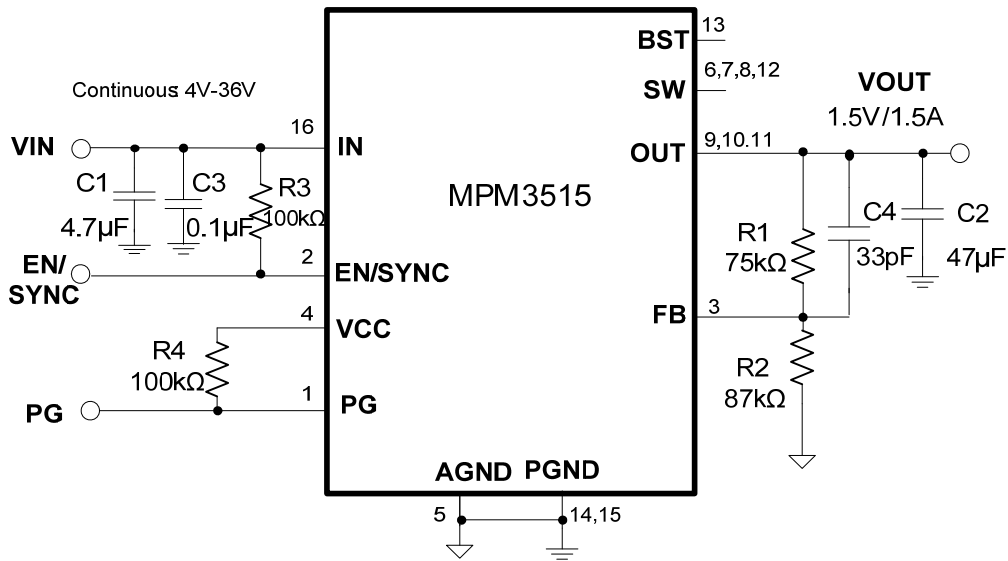 13
BST
6,7,8,12
SW
VOUT
Continuous: 4V-36V
1.5V/1.5A
16
9,10.11
VIN
IN
OUT
MPM3515
C1
C3
R3
100kΩ
4.7µF
0.1µF
C4
C2
R1
75kΩ
33pF
47µF
EN/
SYNC
2
EN/SYNC
3
FB
4
VCC
R4
100kΩ
R2
87kΩ
1
PG
PG
AGND
PGND
5
14,15